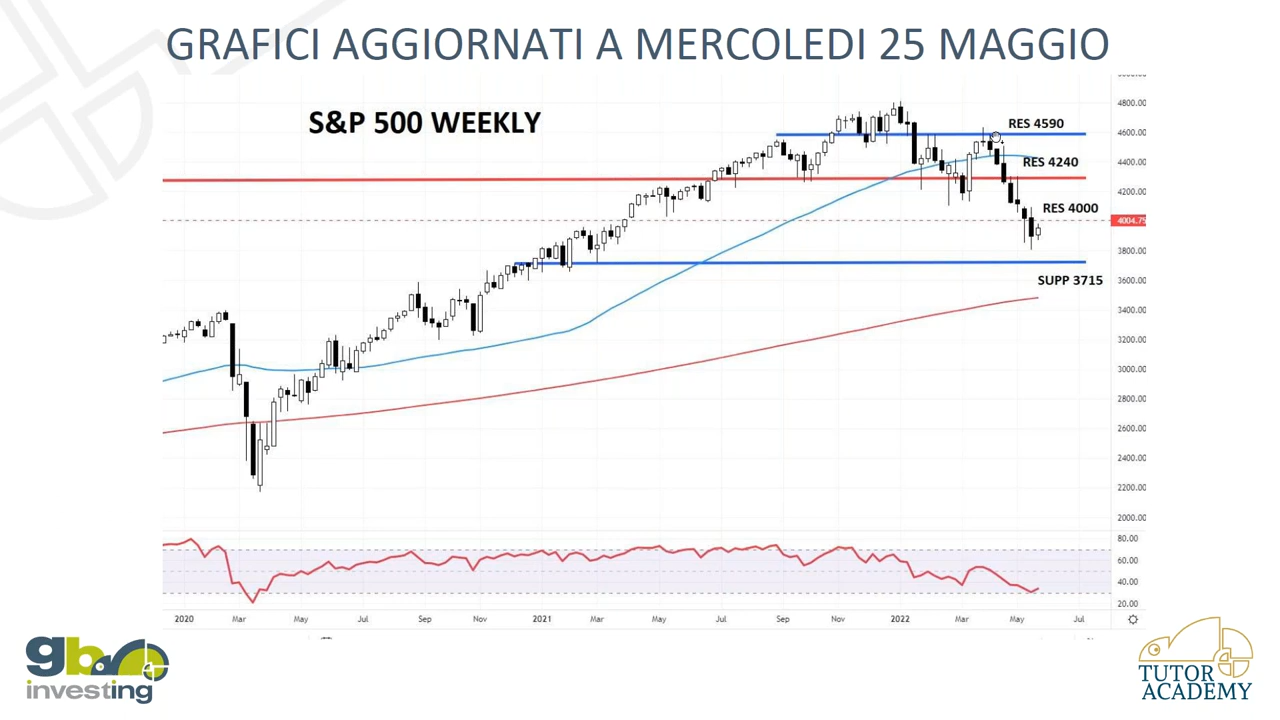 GRAFICI AGGIORNATI A MERCOLEDI 25 MAGGIO
S&P 500 WEEKLY
RES 4590
RES 4240
RES 4000
SUPP 3715
4800.00
4600.00
4400.00
4200.00
4004.75
3800.00
3600.00
3400.00
3200.00
3000.00
2800.00
2600.00
2400.00
2200.00
2000.00
80.00
60.00
40.00
20.00
2020 Mar May Jul Sep Nov 2021 Mar May Jul Sep Nov 2022 Mar May Jul
gb
investing
TUTOR
ACADEMY